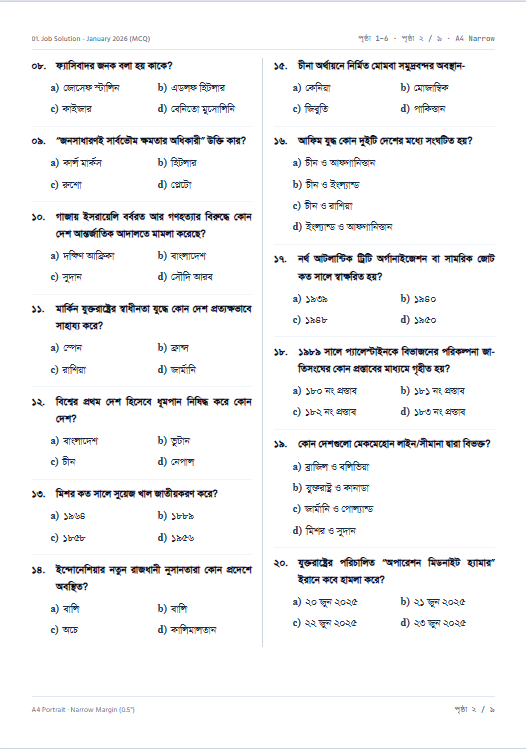 01. Job Solution - January 2026 (MCQ)
পৃষ্ঠা 1-6 · পৃষ্ঠা ২ / ৯ · A4 Narrow
০৮. ফ্যাসিবাদর জনক বলা হয় কাকে?
a) জোসেফ স্টালিন b) এডলফ হিটলার
c) কাইজার d) বেনিতো মুসোলিনি
০৯. "জনসাধারণই সার্বভৌম ক্ষমতার অধিকারী" উক্তি কার?
a) কার্ল মার্কস b) হিটলার
c) রুশো d) প্লেটো
১০. গাজায় ইসরায়েলি বর্বরত আর গণহত্যার বিরুদ্ধে কোন
দেশ আন্তর্জাতিক আদালতে মামলা করেছে?
a) দক্ষিণ আফ্রিকা b) বাংলাদেশ
c) সুদান d) সৌদি আরব
১১. মার্কিন যুক্তরাষ্ট্রের স্বাধীনতা যুদ্ধে কোন দেশ প্রত্যক্ষভাবে
সাহায্য করে?
a) স্পেন b) ফ্রান্স
c) রাশিয়া d) জার্মানি
১২. বিশ্বের প্রথম দেশ হিসেবে ধূমপান নিষিদ্ধ করে কোন
দেশ?
a) বাংলাদেশ b) ভুটান
c) চীন d) নেপাল
১৩. মিশর কত সালে সুয়েজ খাল জাতীয়করণ করে?
a) ১৯৬৪ b) ১৮৮৯
c) ১৮৫৮ d) ১৯৫৬
১৪. ইন্দোনেশিয়ার নতুন রাজধানী নুসানতারা কোন প্রদেশে
অবস্থিত?
a) বালি b) বালি
c) অচে d) কালিমানতান
১৫. চীনা অর্থায়নে নির্মিত মোমবা সমুদ্রবন্দর অবস্থান-
a) কেনিয়া b) মোজাম্বিক
c) জিবুতি d) পাকিস্তান
১৬. আফিম যুদ্ধ কোন দুইটি দেশের মধ্যে সংঘটিত হয়?
a) চীন ও আফগানিস্তান
b) চীন ও ইংল্যান্ড
c) চীন ও রাশিয়া
d) ইংল্যান্ড ও আফগানিস্তান
১৭. নর্থ আটলান্টিক ট্রিটি অর্গানাইজেশন বা সামরিক জোট
কত সালে স্বাক্ষরিত হয়?
a) ১৯৩৯ b) ১৯৪০
c) ১৯৪৮ d) ১৯৫০
১৮. ১৯৮৯ সালে প্যালেস্টাইনকে বিভাজনের পরিকল্পনা জা-
তিসংঘের কোন প্রস্তাবের মাধ্যমে গৃহীত হয়?
a) ১৮০ নং প্রস্তাব b) ১৮১ নং প্রস্তাব
c) ১৮২ নং প্রস্তাব d) ১৮৩ নং প্রস্তাব
১৯. কোন দেশগুলো মেকমেহোন লাইন/সীমানা দ্বারা বিভক্ত?
a) ব্রাজিল ও বলিভিয়া
b) যুক্তরাষ্ট্র ও কানাডা
c) জার্মানি ও পোল্যান্ড
d) মিশর ও সুদান
২০. যুক্তরাষ্ট্রের পরিচালিত "অপারেশন মিডনাইট হ্যামার"
ইরানে কবে হামলা করে?
a) ২০ জুন ২০২৫ b) ২১ জুন ২০২৫
c) ২২ জুন ২০২৫ d) ২৩ জুন ২০২৫
A4 Portrait · Narrow Margin (0.5")
পৃষ্ঠা ২ / ৯